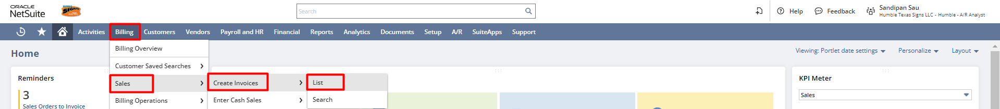 ORACLE
NetSuite
SIGNS
Search
Help
Feedback
Sandipan Sau
Humble Texas Signs LLC - Humble - A/R Analyst
Activities Billing Customers Vendors Payroll and HR Financial Reports Analytics Documents Setup A/R SuiteApps Support
Home
Viewing: Portlet date settings
Personalize
Layout
Billing Overview
Customer Saved Searches
Sales
Billing Operations
Create Invoices
Enter Cash Sales
List
Search
Reminders
3
Sales Orders to Invoice
KPI Meter
Sales